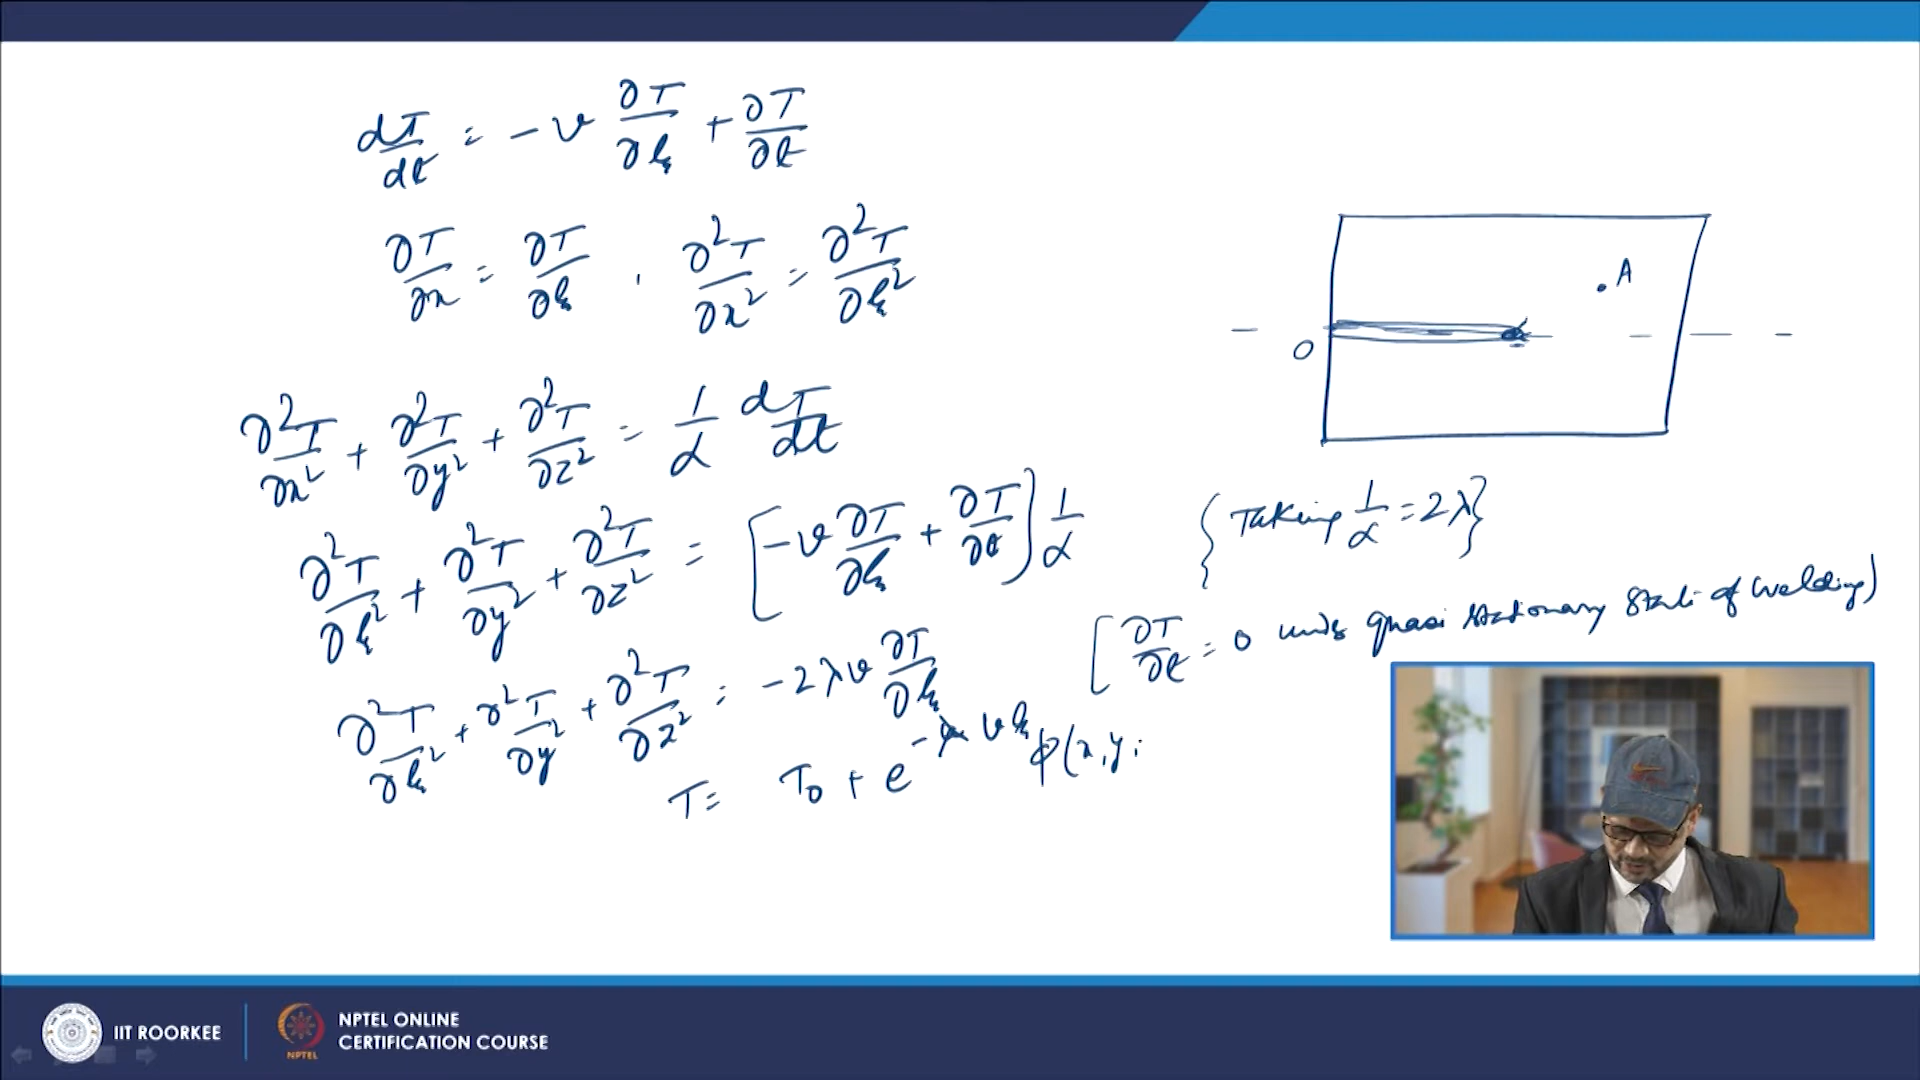 dT/dt = -v ∂T/∂ξ + ∂T/∂t
∂T/∂x = ∂T/∂ξ , ∂²T/∂x² = ∂²T/∂ξ²
A
O
∂²T/∂x² + ∂²T/∂y² + ∂²T/∂z² = 1/α dT/dt
∂²T/∂ξ² + ∂²T/∂y² + ∂²T/∂z² = [-v ∂T/∂ξ + ∂T/∂t] 1/α
{Taking 1/α = 2λ}
∂²T/∂ξ² + ∂²T/∂y² + ∂²T/∂z² = -2λv ∂T/∂ξ
[∂T/∂t = 0 under quasi stationary state of welding)
T = T₀ + e^(-λvξ) φ(x,y,
IIT ROORKEE
NPTEL
NPTEL ONLINE
CERTIFICATION COURSE